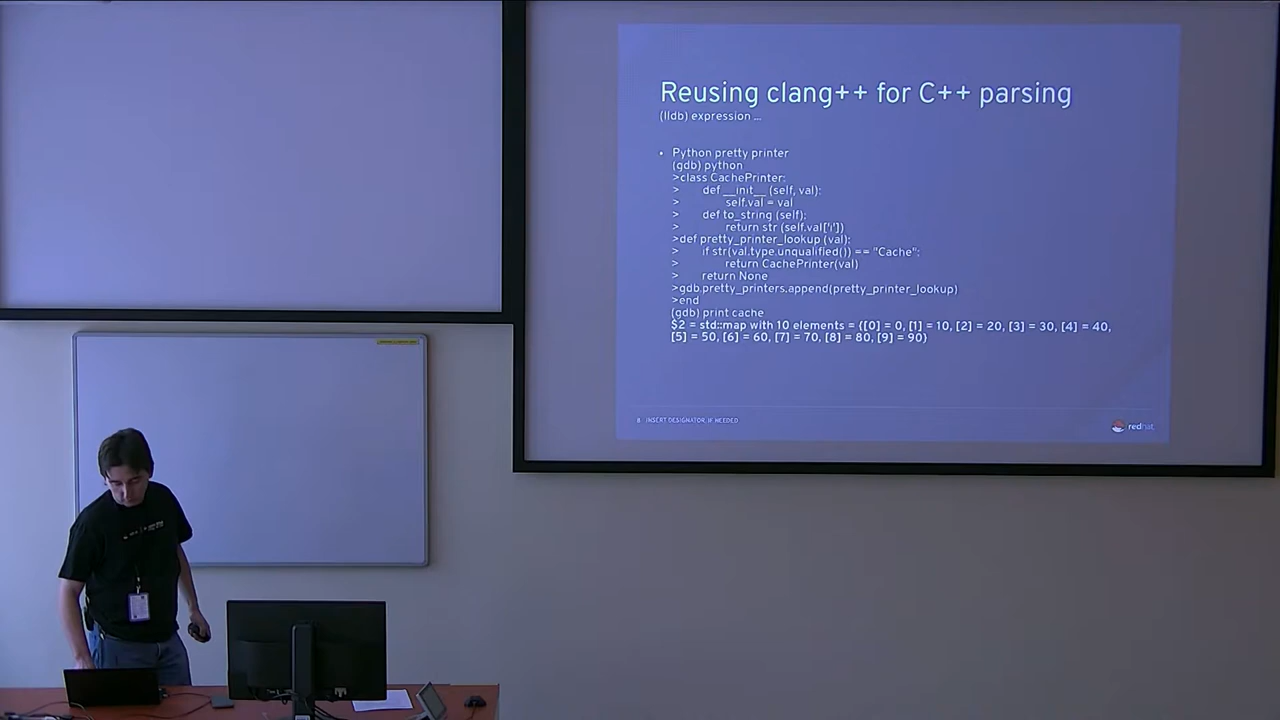 Reusing clang++ for C++ parsing
(lldb) expression ...
• Python pretty printer
(gdb) python
>class CachePrinter:
> def __init__ (self, val):
> self.val = val
> def to_string (self):
> return str (self.val['i'])
>def pretty_printer_lookup (val):
> if str(val.type.unqualified()) == "Cache":
> return CachePrinter(val)
> return None
>gdb.pretty_printers.append(pretty_printer_lookup)
>end
(gdb) print cache
$2 = std::map with 10 elements = {[0] = 0, [1] = 10, [2] = 20, [3] = 30, [4] = 40,
[5] = 50, [6] = 60, [7] = 70, [8] = 80, [9] = 90}
8 INSERT DESIGNATOR, IF NEEDED
redhat.